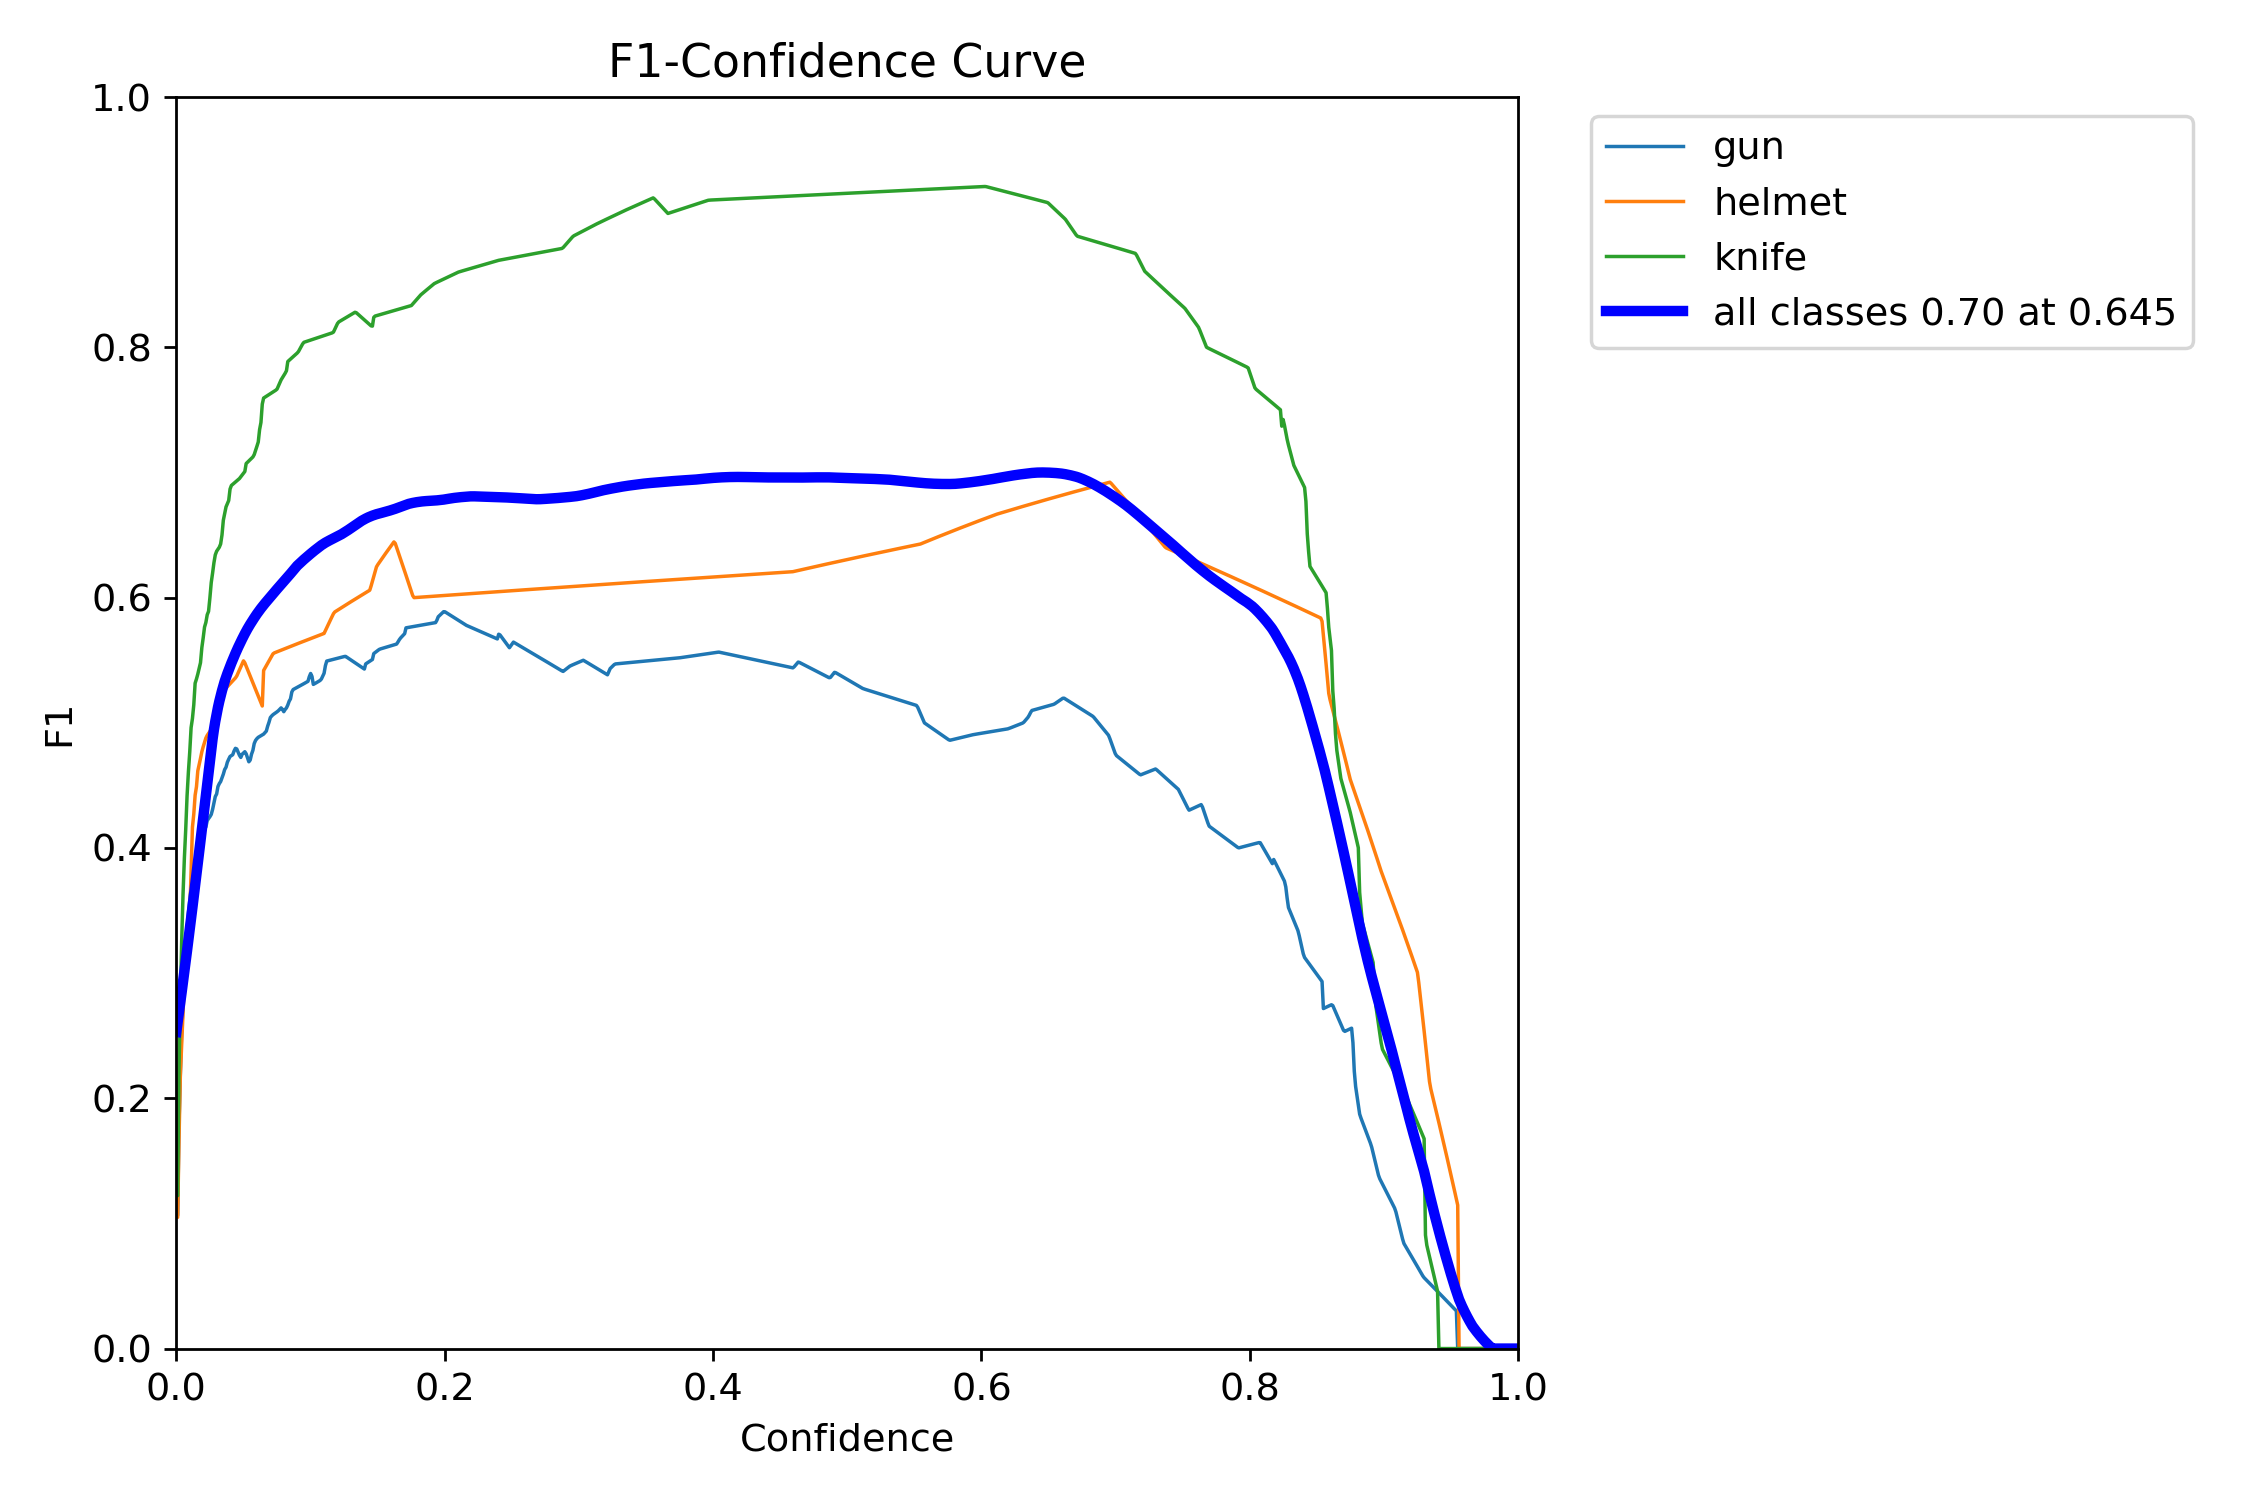 F1-Confidence Curve
1.0
0.8
0.6
0.4
0.2
0.0
F1
0.0 0.2 0.4 0.6 0.8 1.0
Confidence
gun
helmet
knife
all classes 0.70 at 0.645